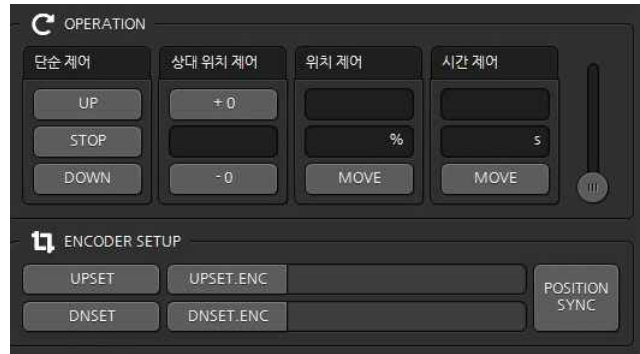 OPERATION
단순 제어
UP
STOP
DOWN
상대 위치 제어
+ 0
- 0
위치 제어
%
MOVE
시간 제어
s
MOVE
ENCODER SETUP
UPSET
UPSET.ENC
DNSET
DNSET.ENC
POSITION
SYNC